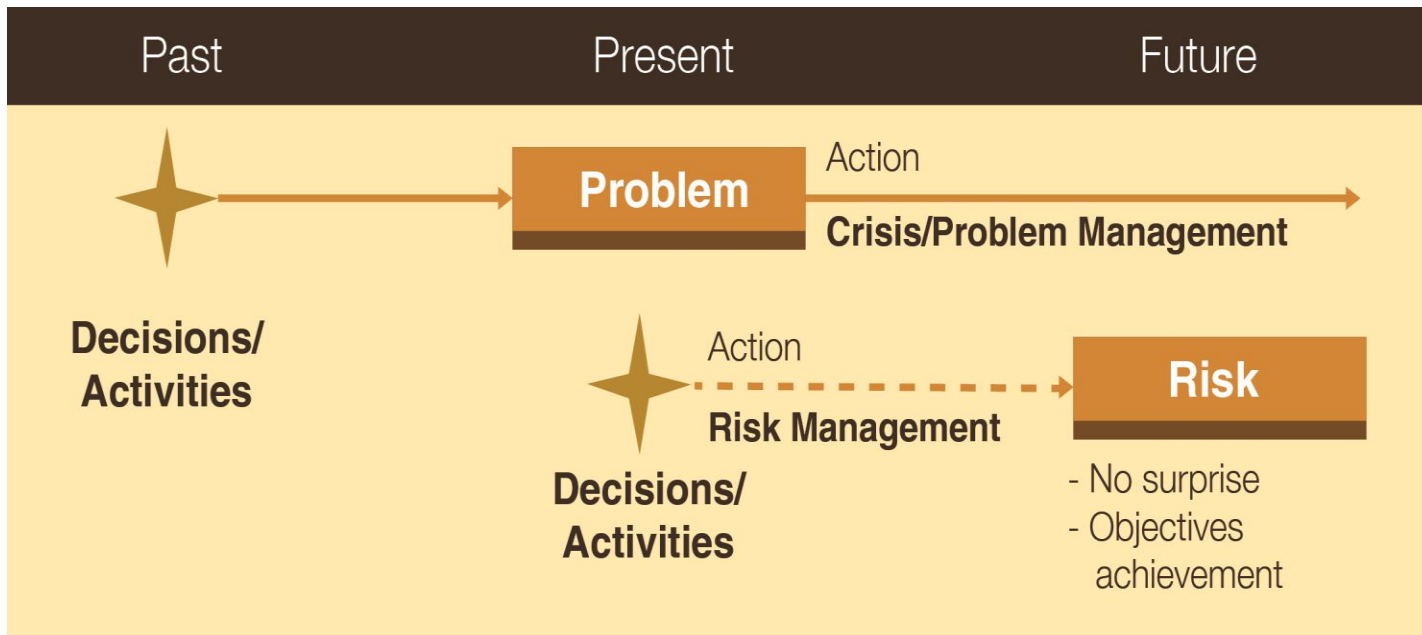 Past
Present
Future
Action
Problem
Crisis/Problem Management
Decisions/
Activities
Action
Risk
Risk Management
Decisions/
Activities
- No surprise
- Objectives
achievement